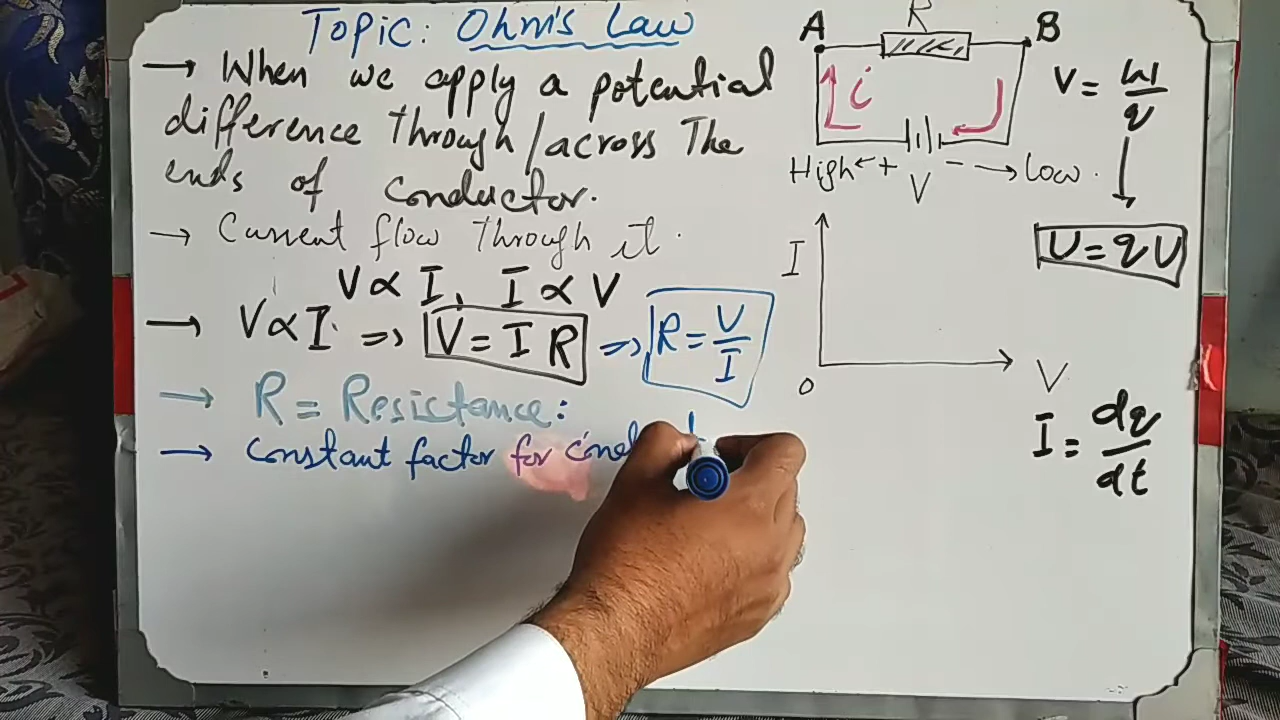 Topic: Ohm's Law
→ When we apply a potential
difference through/across The
ends of conductor.
→ Current flow through it.
V ∝ I, I ∝ V
→ V ∝ I. ⇒ V = I R ⇒ R = V/I
→ R = Resistance:
→ Constant factor for
A R B
i
High ← + - → Low.
V
V = W/q
↓
U = qV
I
O V
I = dq/dt